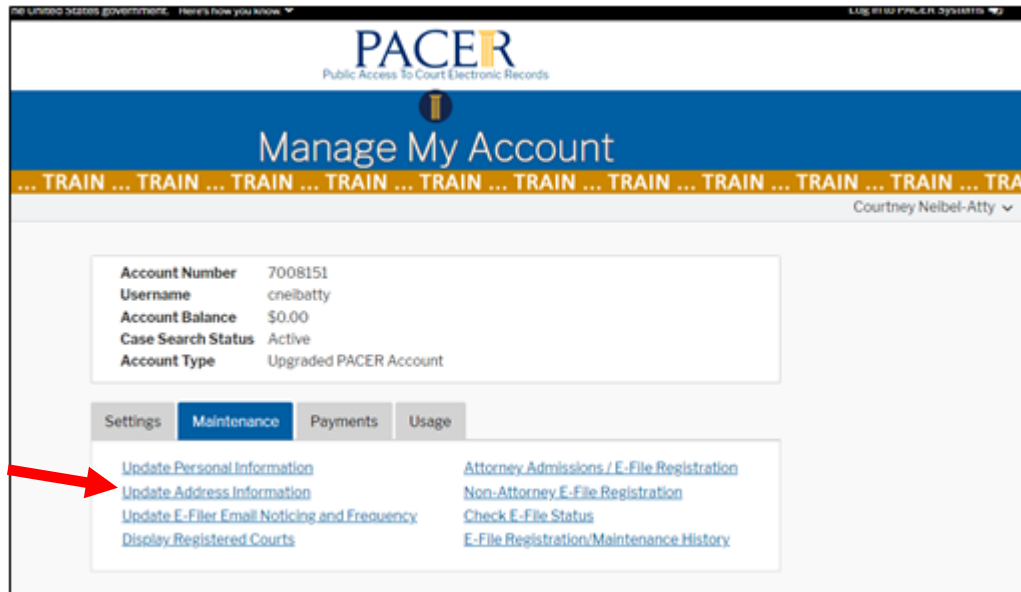 he United States government. Here's how you know.
Log in to PACER Systems
PACER
Public Access To Court Electronic Records
Manage My Account
... TRAIN ... TRAIN ... TRAIN ... TRAIN ... TRAIN ... TRAIN ... TRAIN ... TRAIN ... TRAIN ... TRAIN ... TRA
Courtney Neibel-Atty
Account Number 7008151
Username cneibatty
Account Balance $0.00
Case Search Status Active
Account Type Upgraded PACER Account
Settings Maintenance Payments Usage
Update Personal Information Attorney Admissions / E-File Registration
Update Address Information Non-Attorney E-File Registration
Update E-Filer Email Noticing and Frequency Check E-File Status
Display Registered Courts E-File Registration/Maintenance History